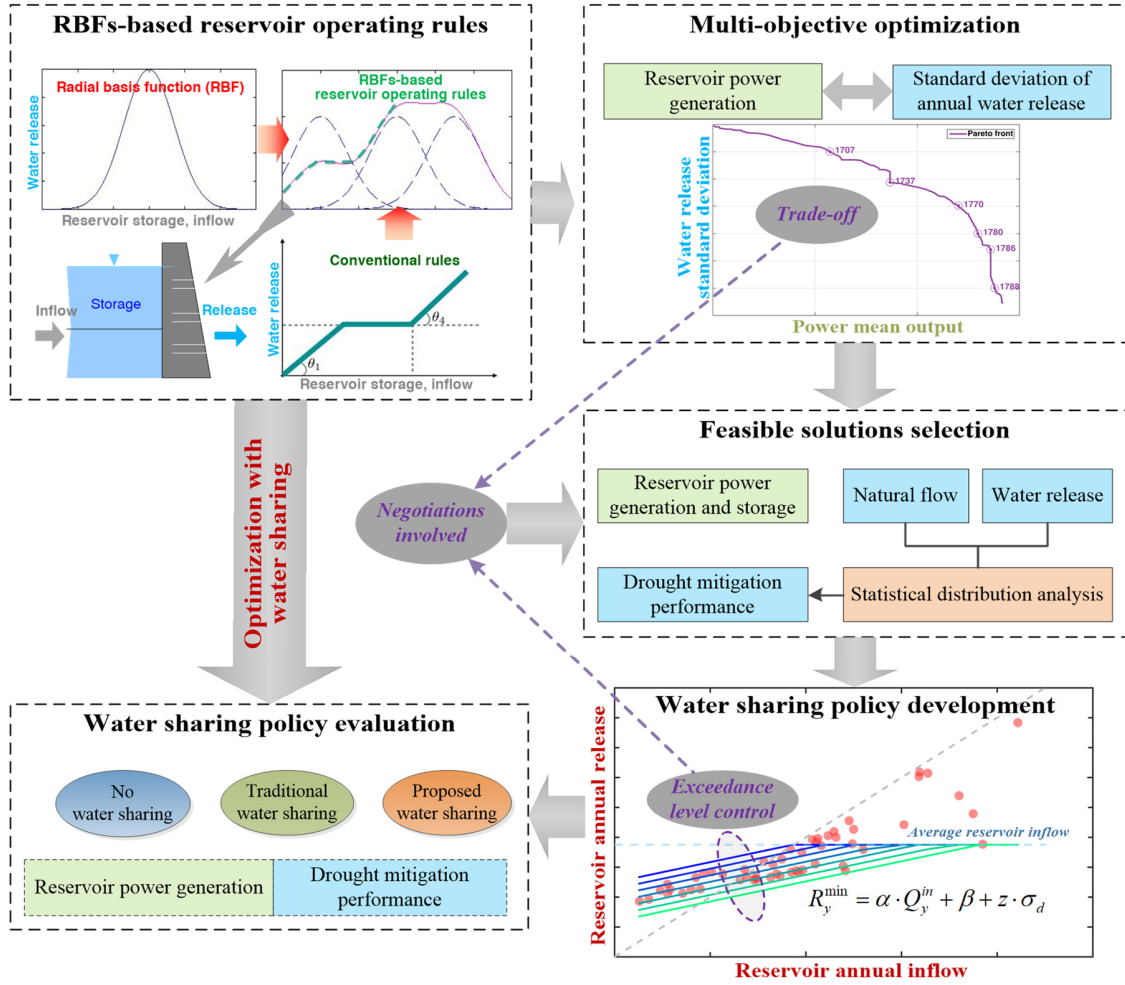 RBFs-based reservoir operating rules
Radial basis function (RBF)
Water release
Reservoir storage, inflow
RBFs-based
reservoir operating rules
Inflow
Storage
Release
Conventional rules
Water release
θ1
θ4
Reservoir storage, inflow
Multi-objective optimization
Reservoir power
generation
Standard deviation of
annual water release
Pareto front
1707
1737
1770
1780
1786
1788
Trade-off
Water release
standard deviation
Power mean output
Optimization with
water sharing
Negotiations
involved
Feasible solutions selection
Reservoir power
generation and storage
Natural flow
Water release
Drought mitigation
performance
Statistical distribution analysis
Water sharing policy evaluation
No
water sharing
Traditional
water sharing
Proposed
water sharing
Reservoir power generation
Drought mitigation
performance
Water sharing policy development
Reservoir annual release
Exceedance
level control
Average reservoir inflow
R_y^min = α · Q_y^in + β + z · σ_d
Reservoir annual inflow